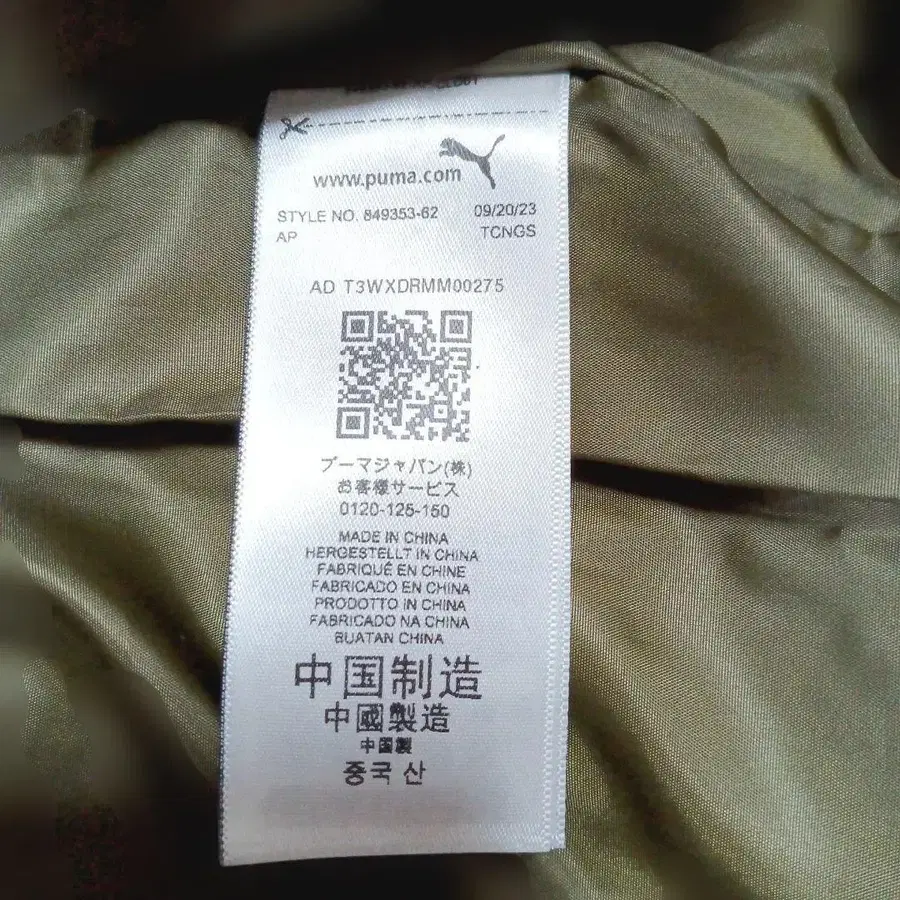 www.puma.com
STYLE NO. 849353-62 09/20/23
AP TCNGS
AD T3WXDRMM00275
プーマジャパン(株)
お客様サービス
0120-125-150
MADE IN CHINA
HERGESTELLT IN CHINA
FABRIQUÉ EN CHINE
FABRICADO EN CHINA
PRODOTTO IN CHINA
FABRICADO NA CHINA
BUATAN CHINA
中国制造
中國製造
中国製
중국 산